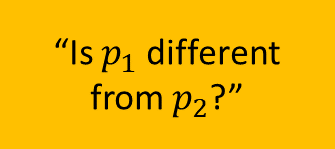 “Is p₁ different
from p₂?”